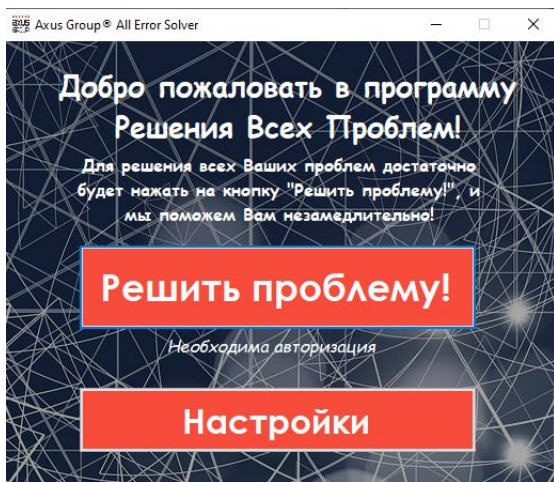 Axus Group® All Error Solver
Добро пожаловать в программу
Решения Всех Проблем!
Для решения всех Ваших проблем достаточно
будет нажать на кнопку "Решить проблему!", и
мы поможем Вам незамедлительно!
Решить проблему!
Необходима авторизация
Настройки